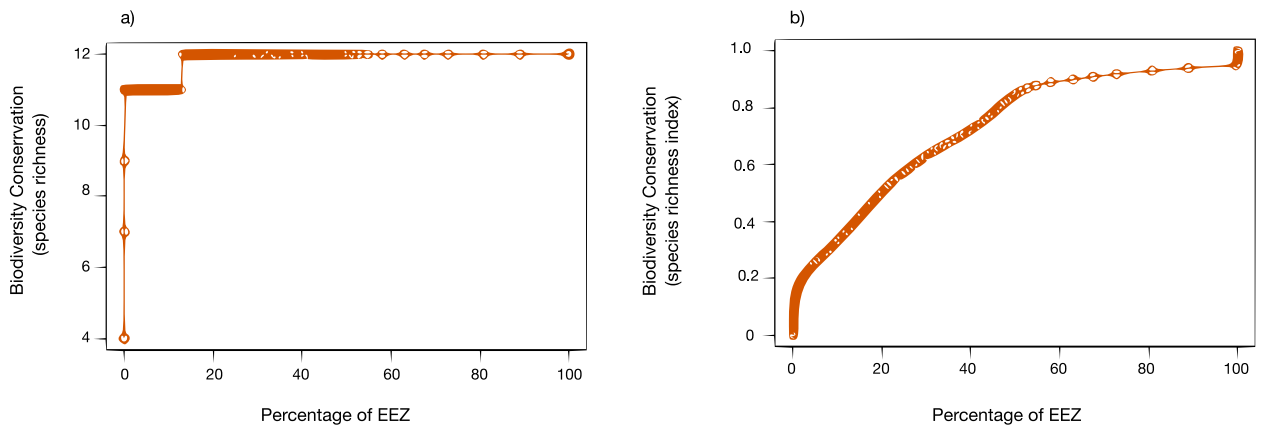 a)
Biodiversity Conserrvation
(species richness)
12
10
8
6
4
0 20 40 60 80 100
Percentage of EEZ
b)
Biodiversity Conserrvation
(species richness index)
1.0
0.8
0.6
0.4
0.2
0
0 20 40 60 80 100
Percentage of EEZ